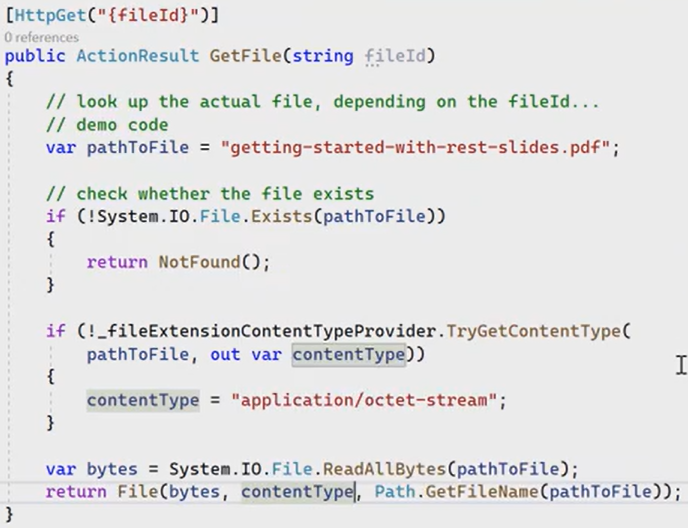 [HttpGet("{fileId}")]
0 references
public ActionResult GetFile(string fileId)
{
    // look up the actual file, depending on the fileId...
    // demo code
    var pathToFile = "getting-started-with-rest-slides.pdf";

    // check whether the file exists
    if (!System.IO.File.Exists(pathToFile))
    {
        return NotFound();
    }

    if (!_fileExtensionContentTypeProvider.TryGetContentType(
        pathToFile, out var contentType))
    {
        contentType = "application/octet-stream";
    }

    var bytes = System.IO.File.ReadAllBytes(pathToFile);
    return File(bytes, contentType, Path.GetFileName(pathToFile));
}